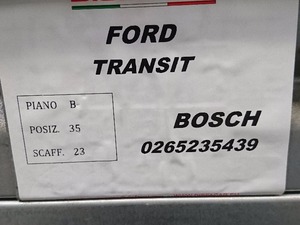 FORD
TRANSIT
PIANO B
POSIZ. 35
SCAFF. 23
BOSCH
0265235439